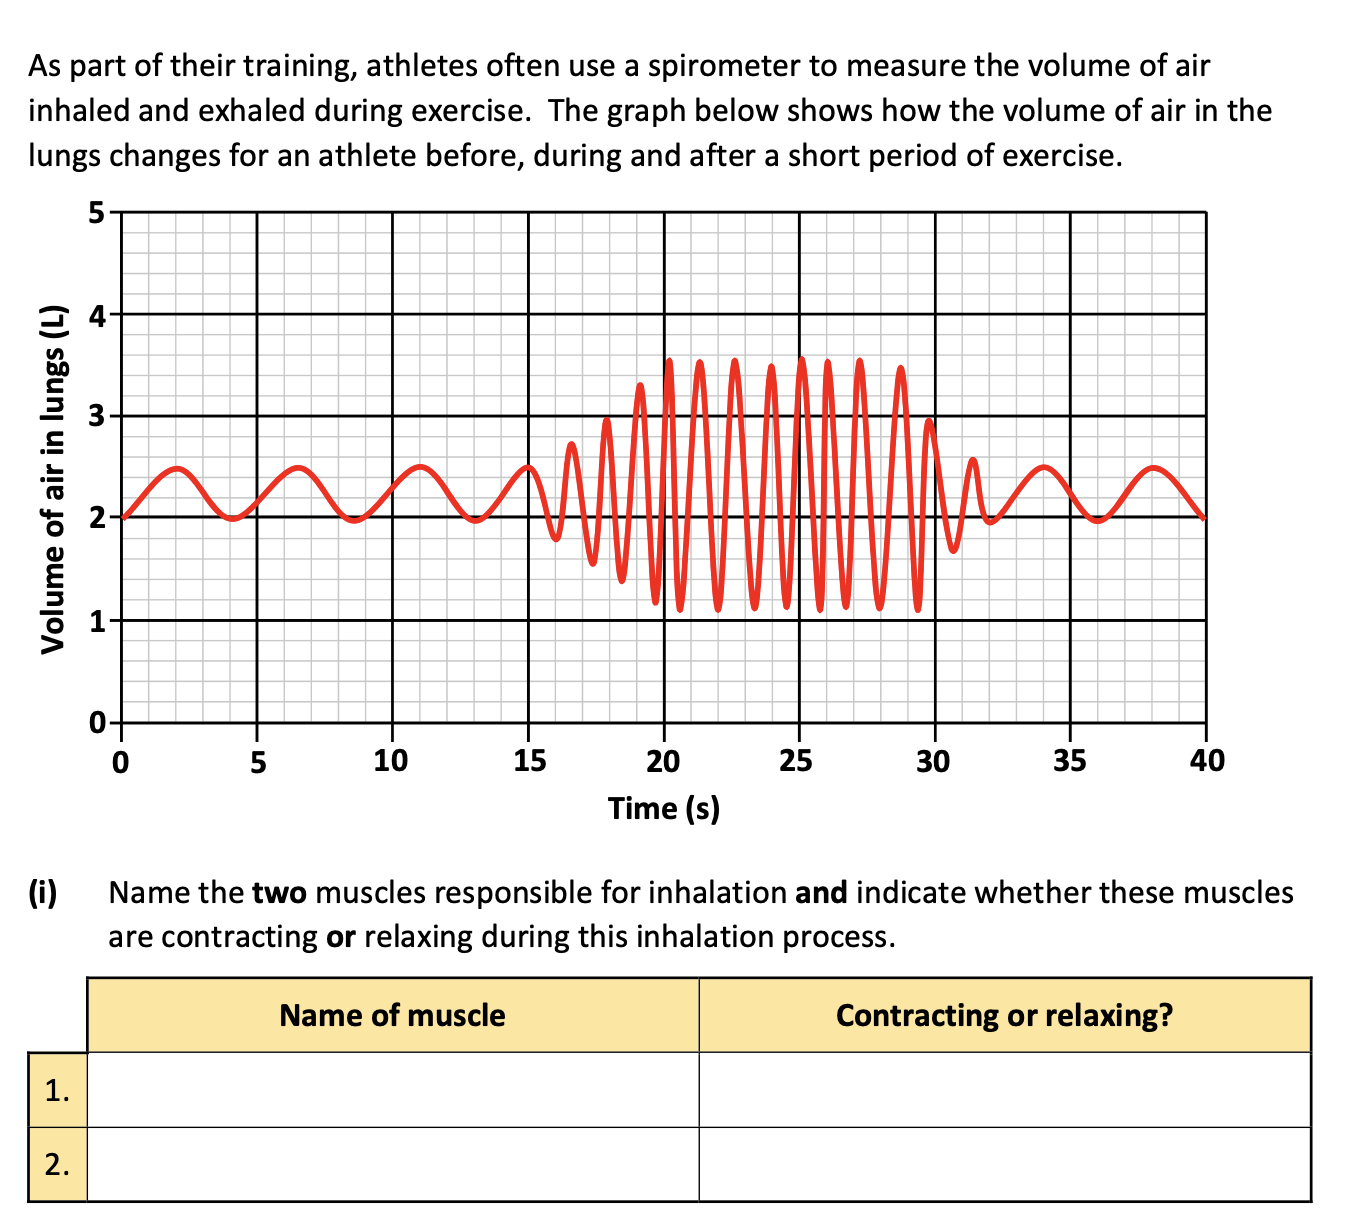 As part of their training, athletes often use a spirometer to measure the volume of air
inhaled and exhaled during exercise.  The graph below shows how the volume of air in the
lungs changes for an athlete before, during and after a short period of exercise.
5
4
3
2
1
0
Volume of air in lungs (L)
0 5 10 15 20 25 30 35 40
Time (s)
(i) Name the two muscles responsible for inhalation and indicate whether these muscles
are contracting or relaxing during this inhalation process.
Name of muscle Contracting or relaxing?
1.
2.